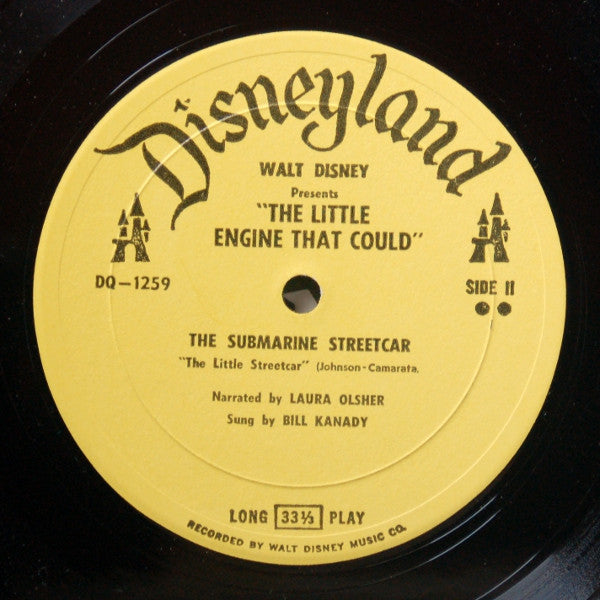 Disneyland
WALT DISNEY
Presents
"THE LITTLE
ENGINE THAT COULD"
DQ-1259
SIDE II
THE SUBMARINE STREETCAR
"The Little Streetcar" (Johnson-Camarata.
Narrated by LAURA OLSHER
Sung by BILL KANADY
LONG 33⅓ PLAY
RECORDED BY WALT DISNEY MUSIC CO.